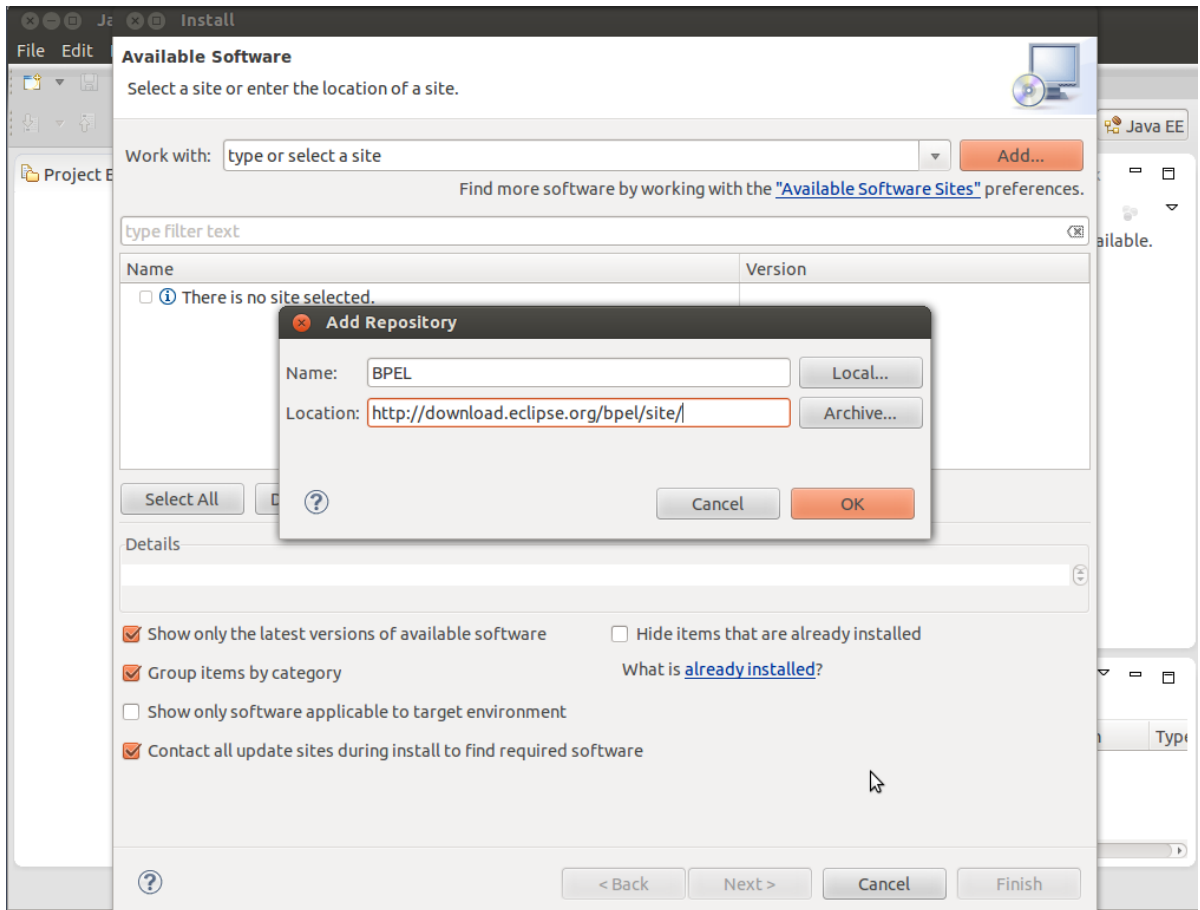 Ja Install
File Edit
Available Software
Select a site or enter the location of a site.
Java EE
Work with: type or select a site Add...
Project E
Find more software by working with the "Available Software Sites" preferences.
type filter text
ailable.
Name Version
There is no site selected.
Add Repository
Name: BPEL Local...
Location: http://download.eclipse.org/bpel/site/ Archive...
Select All D
Cancel OK
Details
Show only the latest versions of available software Hide items that are already installed
Group items by category What is already installed?
Show only software applicable to target environment
Contact all update sites during install to find required software
Type
< Back Next > Cancel Finish